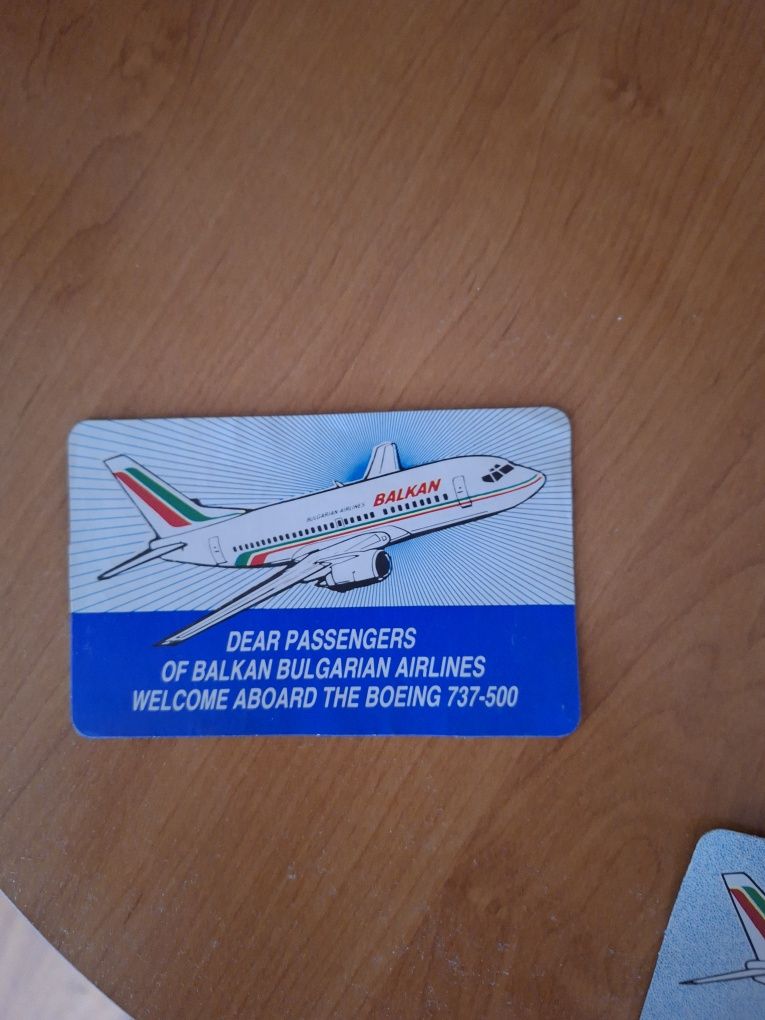 BULGARIAN AIRLINES BALKAN
DEAR PASSENGERS
OF BALKAN BULGARIAN AIRLINES
WELCOME ABOARD THE BOEING 737-500